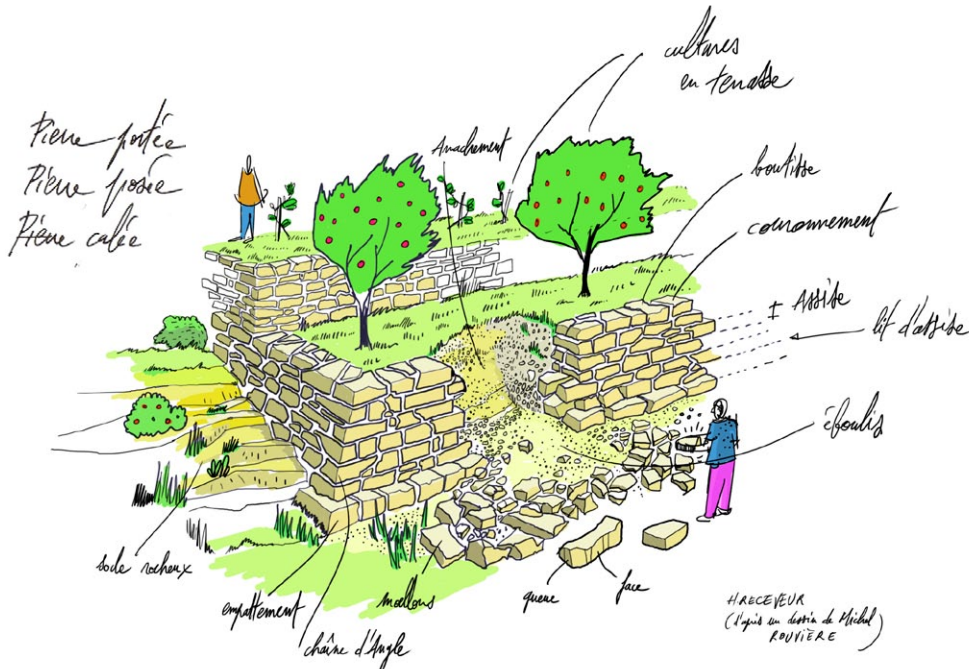 Pierre portée
Pierre posée
Pierre calée
cultures
en terrasse
Arrachement
boutisse
couronnement
Assise
lit d'assise
éboulis
socle rocheux
empattement
chaîne d'Angle
moellons
queue
face
H RECEVEUR
(d'après un dessin de Michel
ROUVIÈRE)